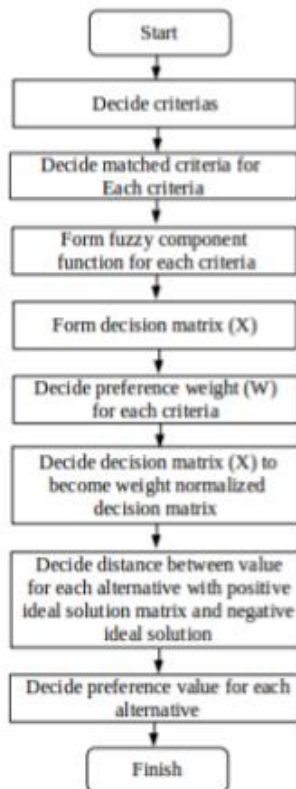 Start
Decide criterias
Decide matched criteria for
Each criteria
Form fuzzy component
function for each criteria
Form decision matrix (X)
Decide preference weight (W)
for each criteria
Decide decision matrix (X) to
become weight normalized
decision matrix
Decide distance between value
for each alternative with positive
ideal solution matrix and negative
ideal solution
Decide preference value for each
alternative
Finish